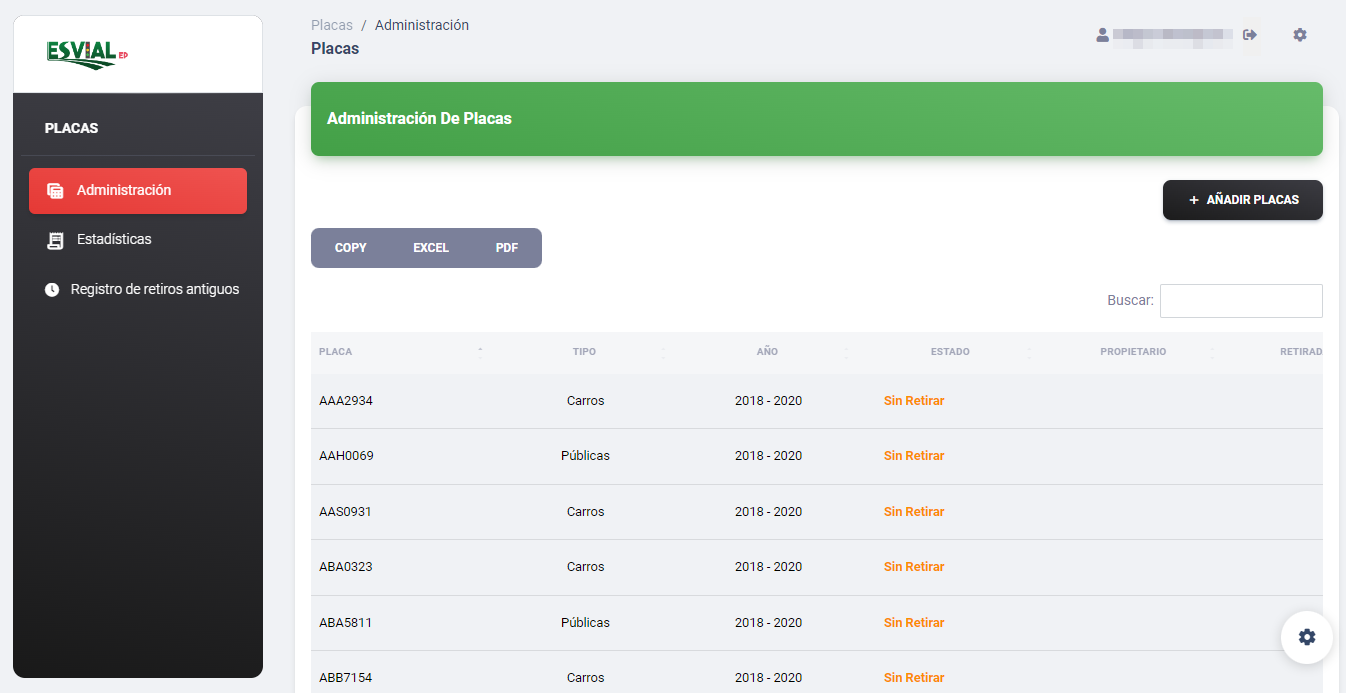 ESVIAL EP
PLACAS
Administración
Estadísticas
Registro de retiros antiguos
Placas / Administración
Placas
Administración De Placas
+ AÑADIR PLACAS
COPY EXCEL PDF
Buscar:
PLACA TIPO AÑO ESTADO PROPIETARIO RETIRAD
AAA2934 Carros 2018 - 2020 Sin Retirar
AAH0069 Públicas 2018 - 2020 Sin Retirar
AAS0931 Carros 2018 - 2020 Sin Retirar
ABA0323 Carros 2018 - 2020 Sin Retirar
ABA5811 Públicas 2018 - 2020 Sin Retirar
ABB7154 Carros 2018 - 2020 Sin Retirar